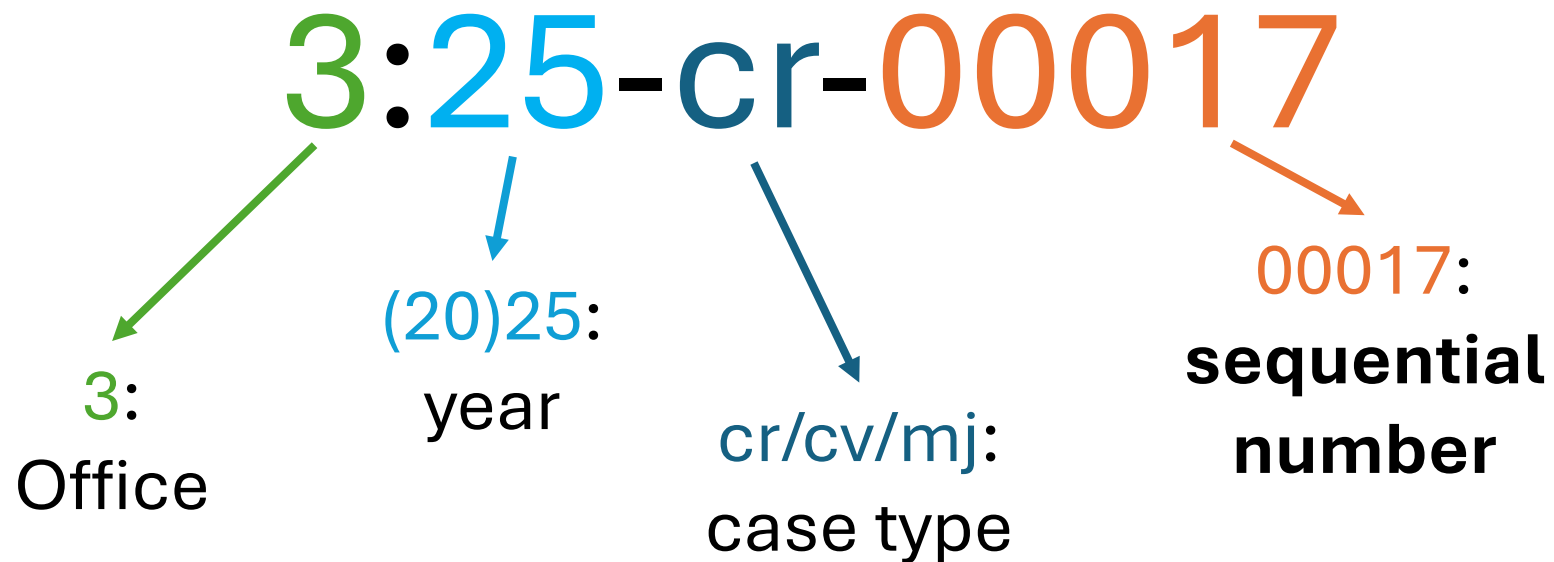 3:25-cr-00017
3:
Office
(20)25:
year
cr/cv/mj:
case type
00017:
sequential
number